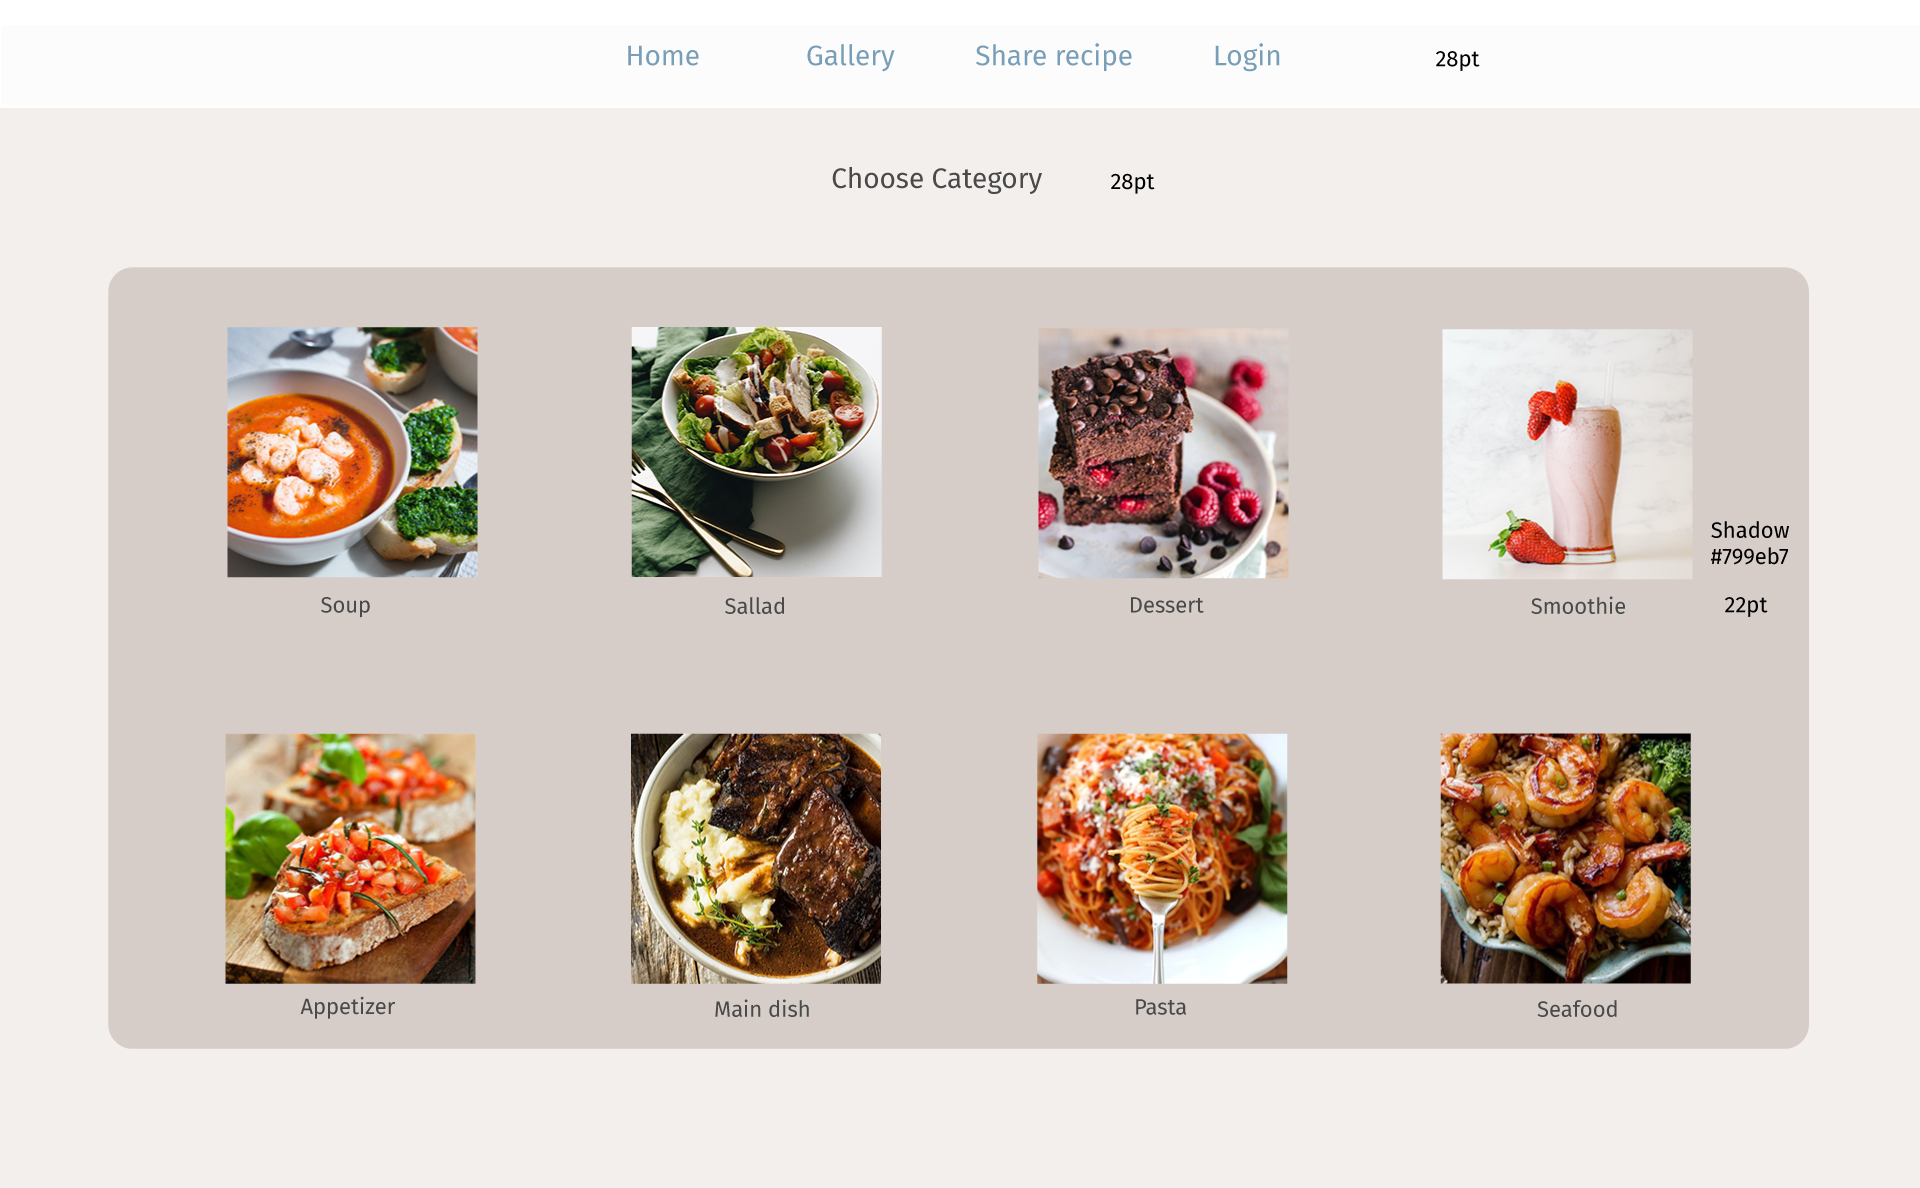 Home Gallery Share recipe Login 28pt
Choose Category 28pt
Shadow
#799eb7
Soup Sallad Dessert Smoothie 22pt
Appetizer Main dish Pasta Seafood